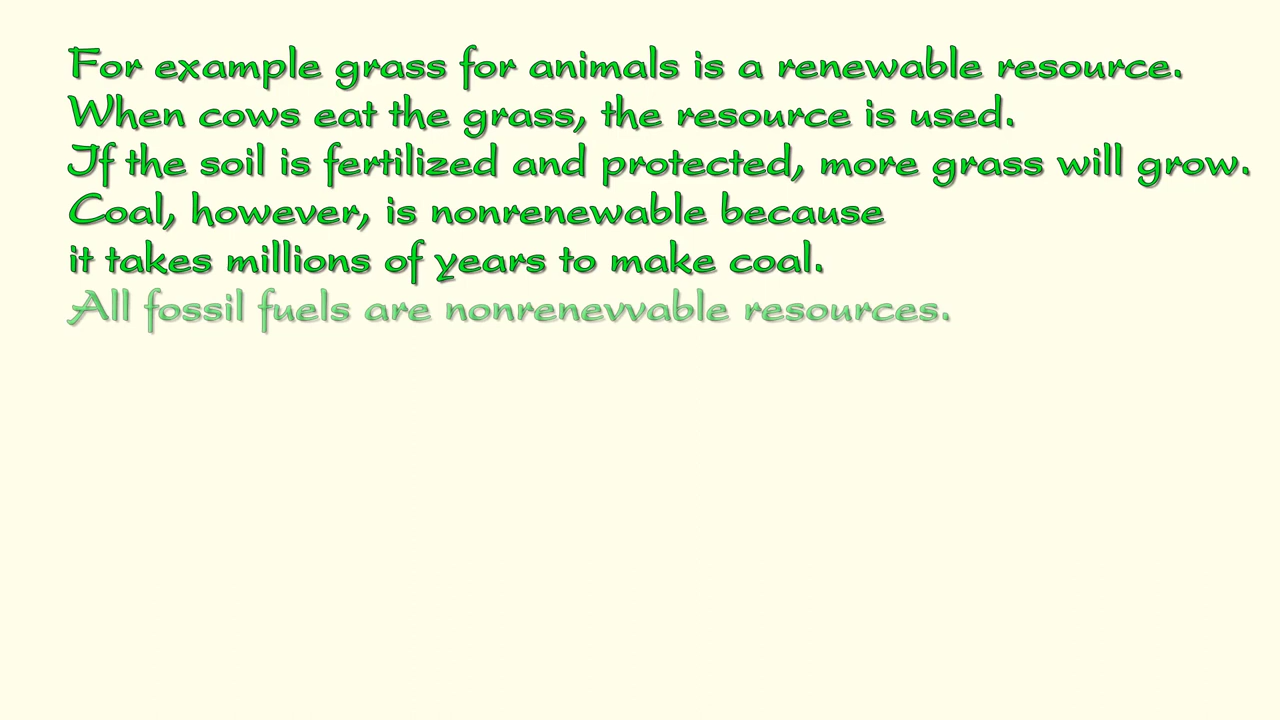 For example grass for animals is a renewable resource.
When cows eat the grass, the resource is used.
If the soil is fertilized and protected, more grass will grow.
Coal, however, is nonrenewable because
it takes millions of years to make coal.
All fossil fuels are nonrenewable resources.